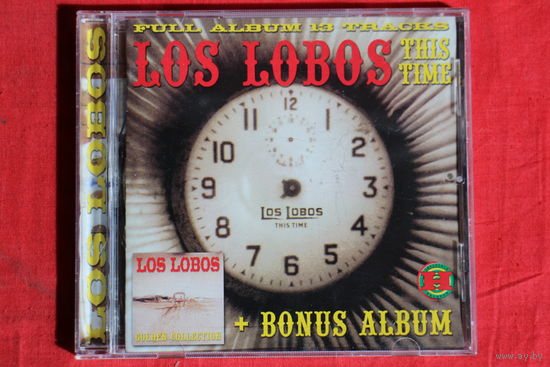 FULL ALBUM 13 TRACKS
LOS LOBOS
THIS
TIME
LOS LOBOS
12
11
1
10
2
9
3
8
4
7
5
6
LOS LOBOS
THIS TIME
LOS LOBOS
GOLDEN COLLECTION
+ BONUS ALBUM
www.ay.by